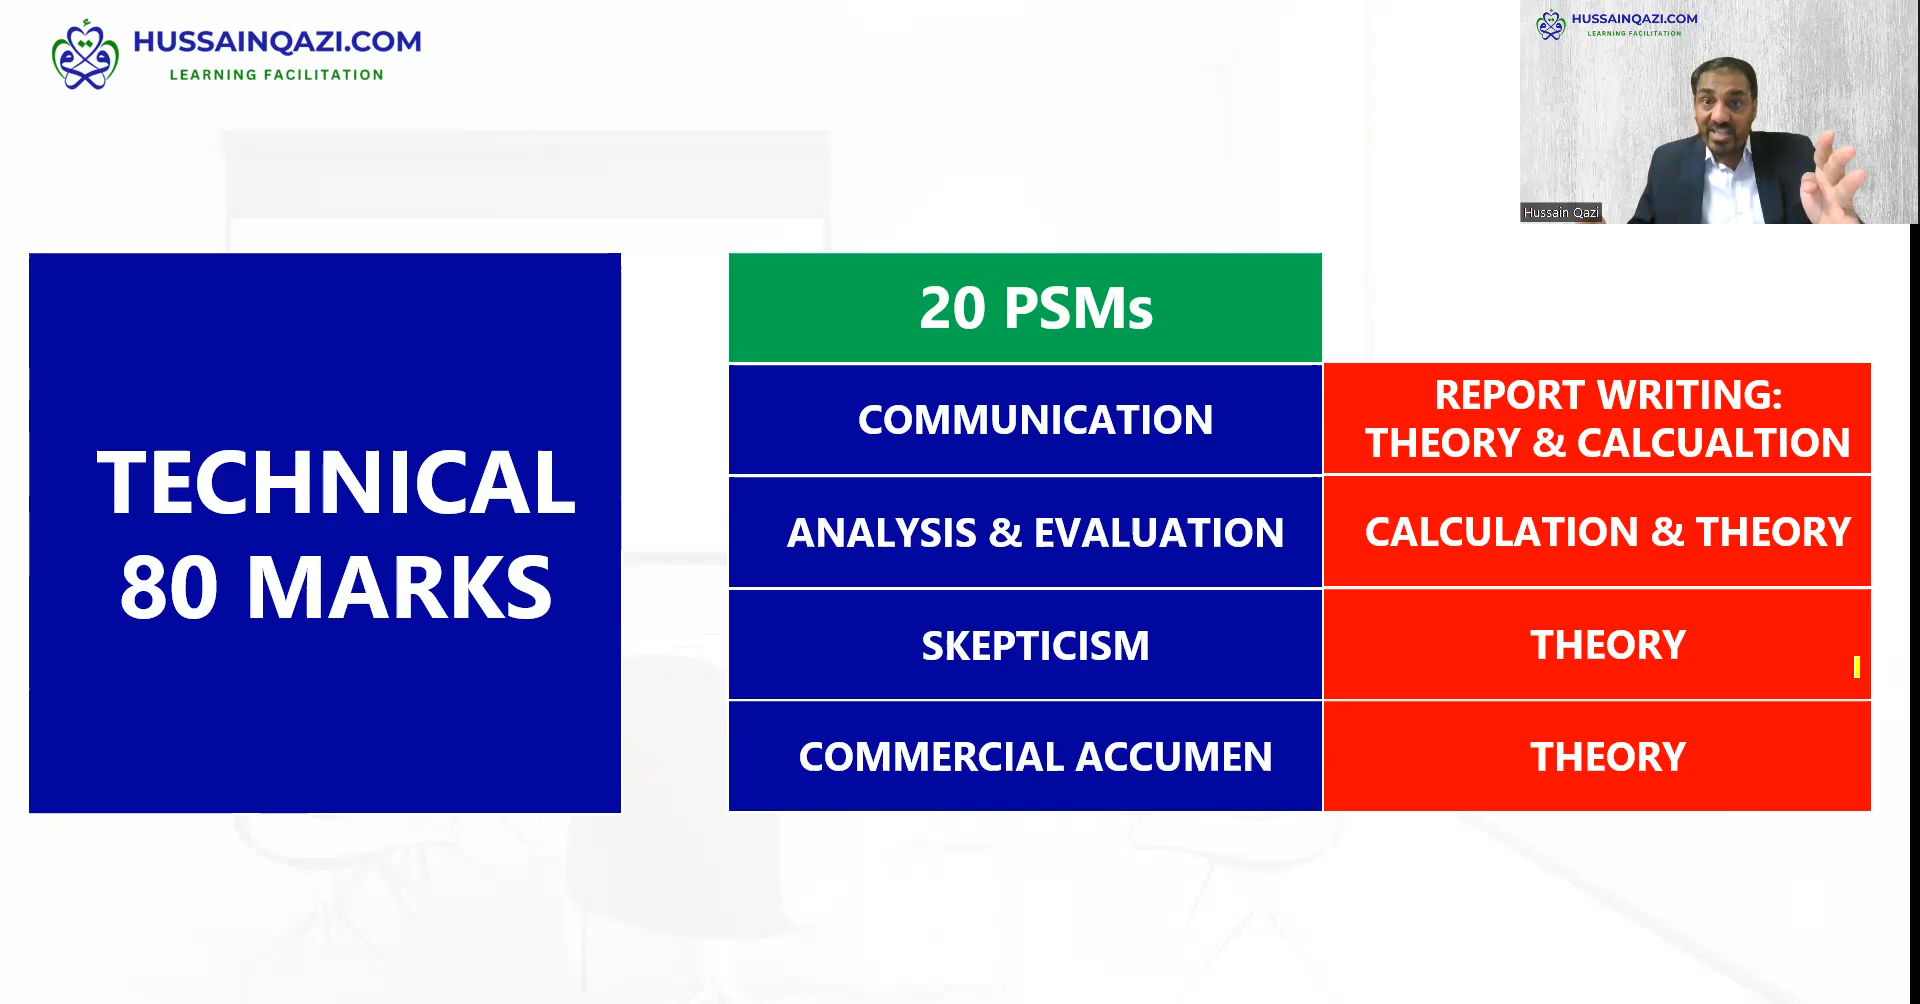 HUSSAINQAZI.COM
LEARNING FACILITATION
HUSSAINQAZI.COM
LEARNING FACILITATION
Hussain Qazi
TECHNICAL
80 MARKS
20 PSMs
COMMUNICATION
REPORT WRITING:
THEORY & CALCUALTION
ANALYSIS & EVALUATION
CALCULATION & THEORY
SKEPTICISM
THEORY
COMMERCIAL ACCUMEN
THEORY